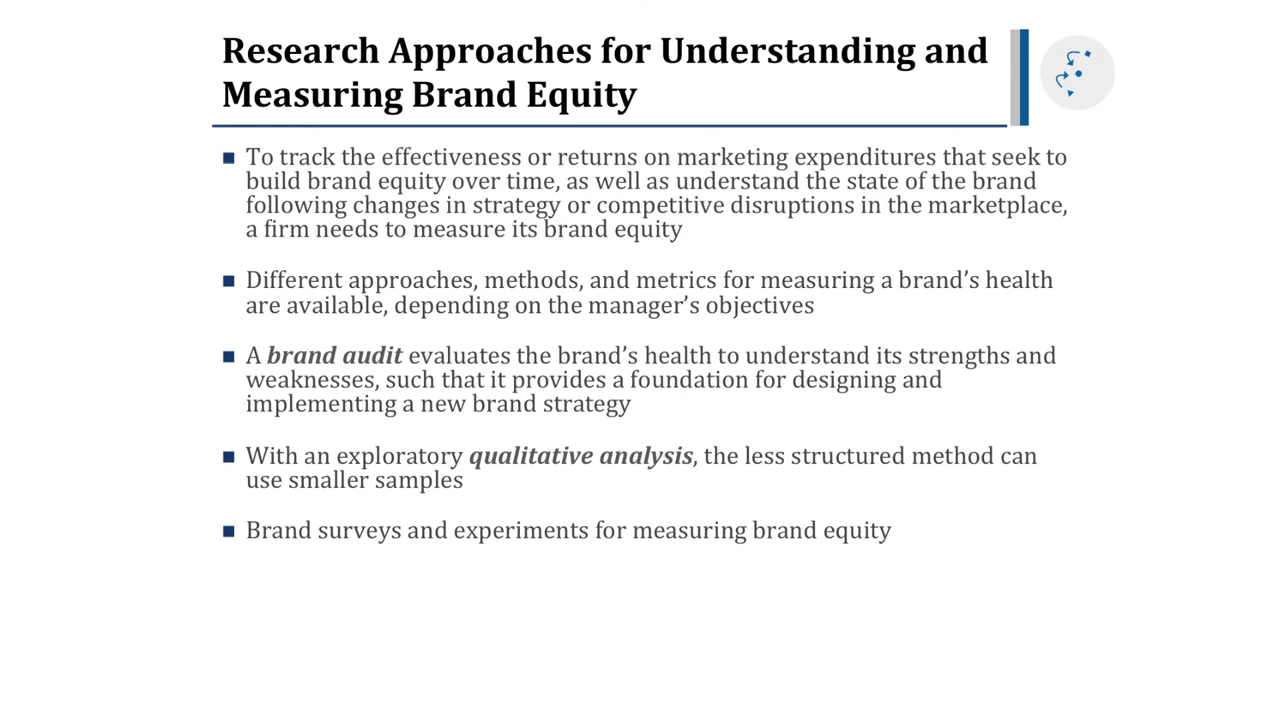 Research Approaches for Understanding and
Measuring Brand Equity
To track the effectiveness or returns on marketing expenditures that seek to
build brand equity over time, as well as understand the state of the brand
following changes in strategy or competitive disruptions in the marketplace,
a firm needs to measure its brand equity
Different approaches, methods, and metrics for measuring a brand’s health
are available, depending on the manager’s objectives
A brand audit evaluates the brand’s health to understand its strengths and
weaknesses, such that it provides a foundation for designing and
implementing a new brand strategy
With an exploratory qualitative analysis, the less structured method can
use smaller samples
Brand surveys and experiments for measuring brand equity